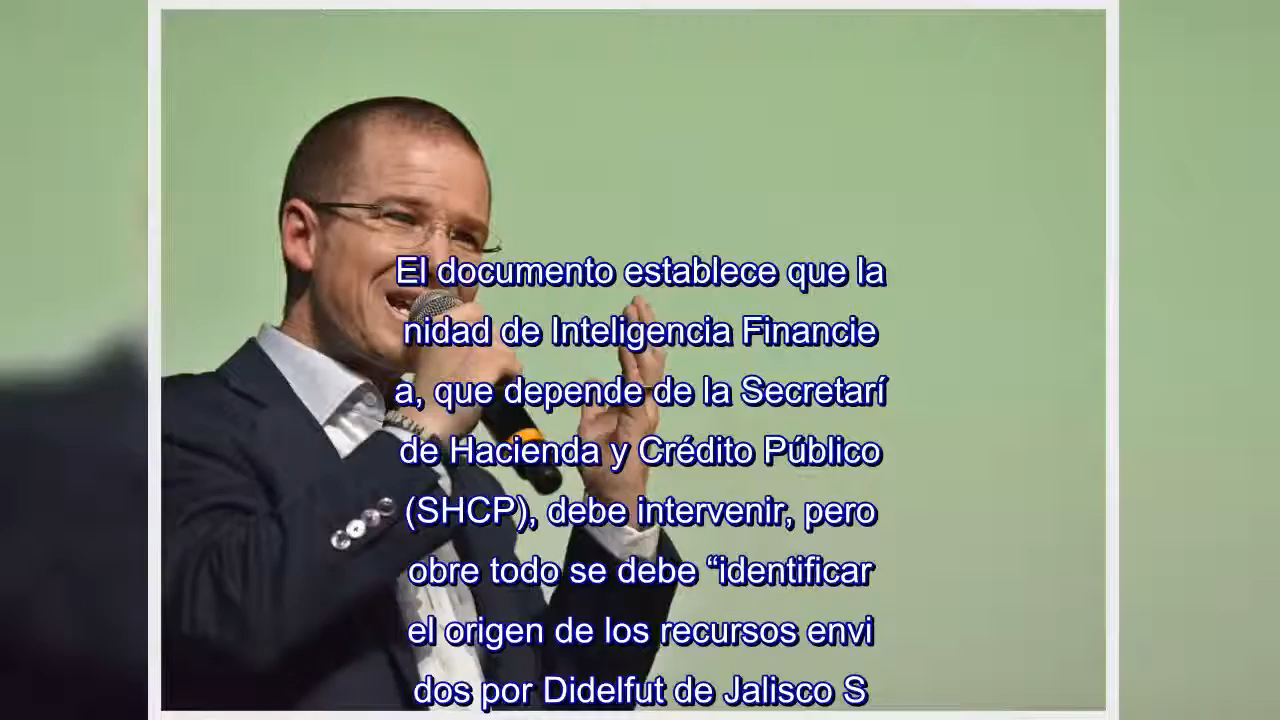 El documento establece que la
nidad de Inteligencia Financie
a, que depende de la Secretarí
de Hacienda y Crédito Público
(SHCP), debe intervenir, pero
obre todo se debe “identificar
el origen de los recursos envi
dos por Didelfut de Jalisco S